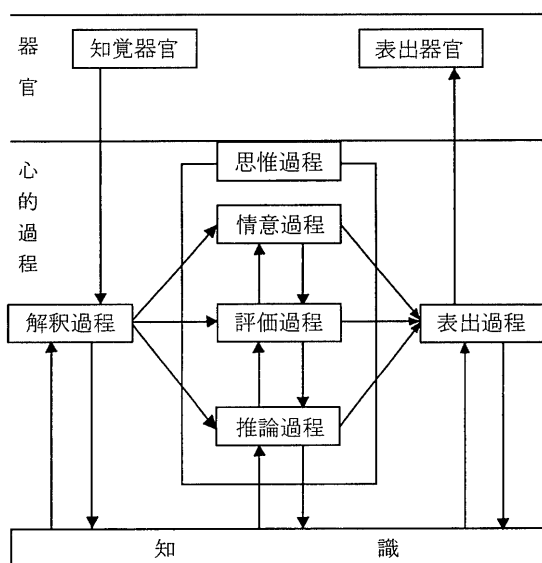 器官
知覚器官
表出器官
心的過程
思惟過程
情意過程
解釈過程
評価過程
表出過程
推論過程
知識